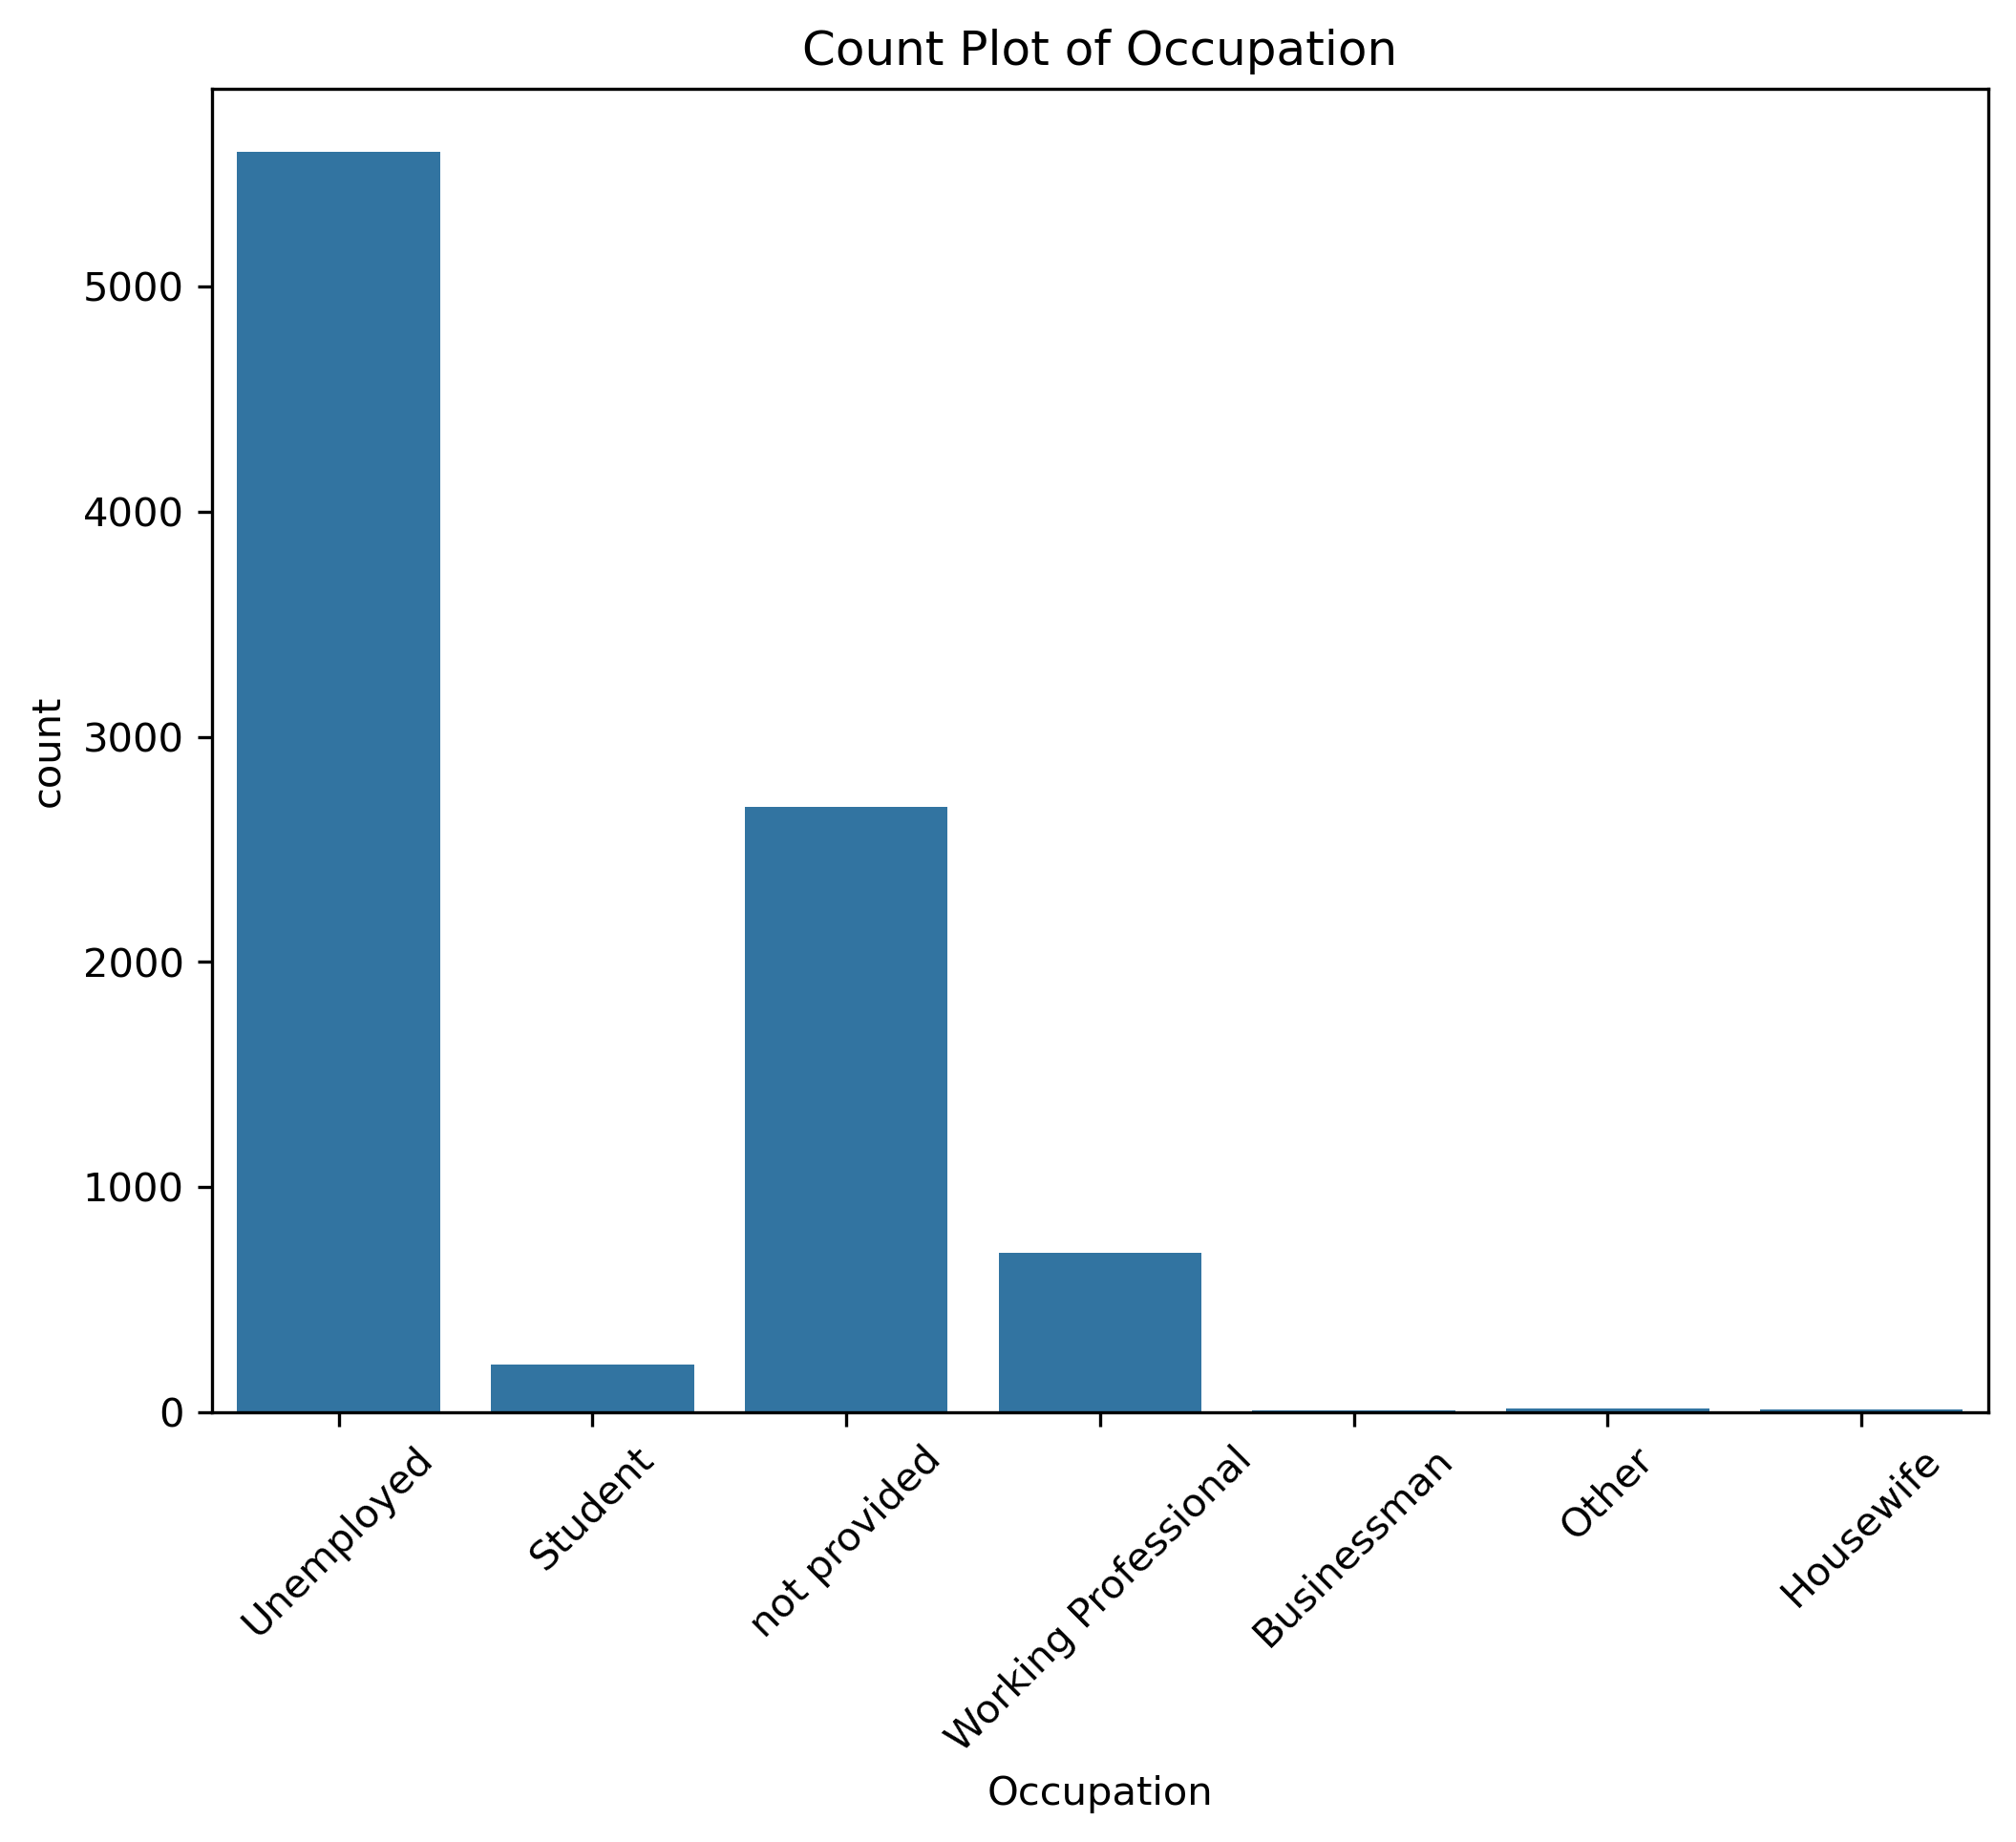 Count Plot of Occupation
count
5000
4000
3000
2000
1000
0
Unemployed
Student
not provided
Working Professional
Businessman
Other
Housewife
Occupation